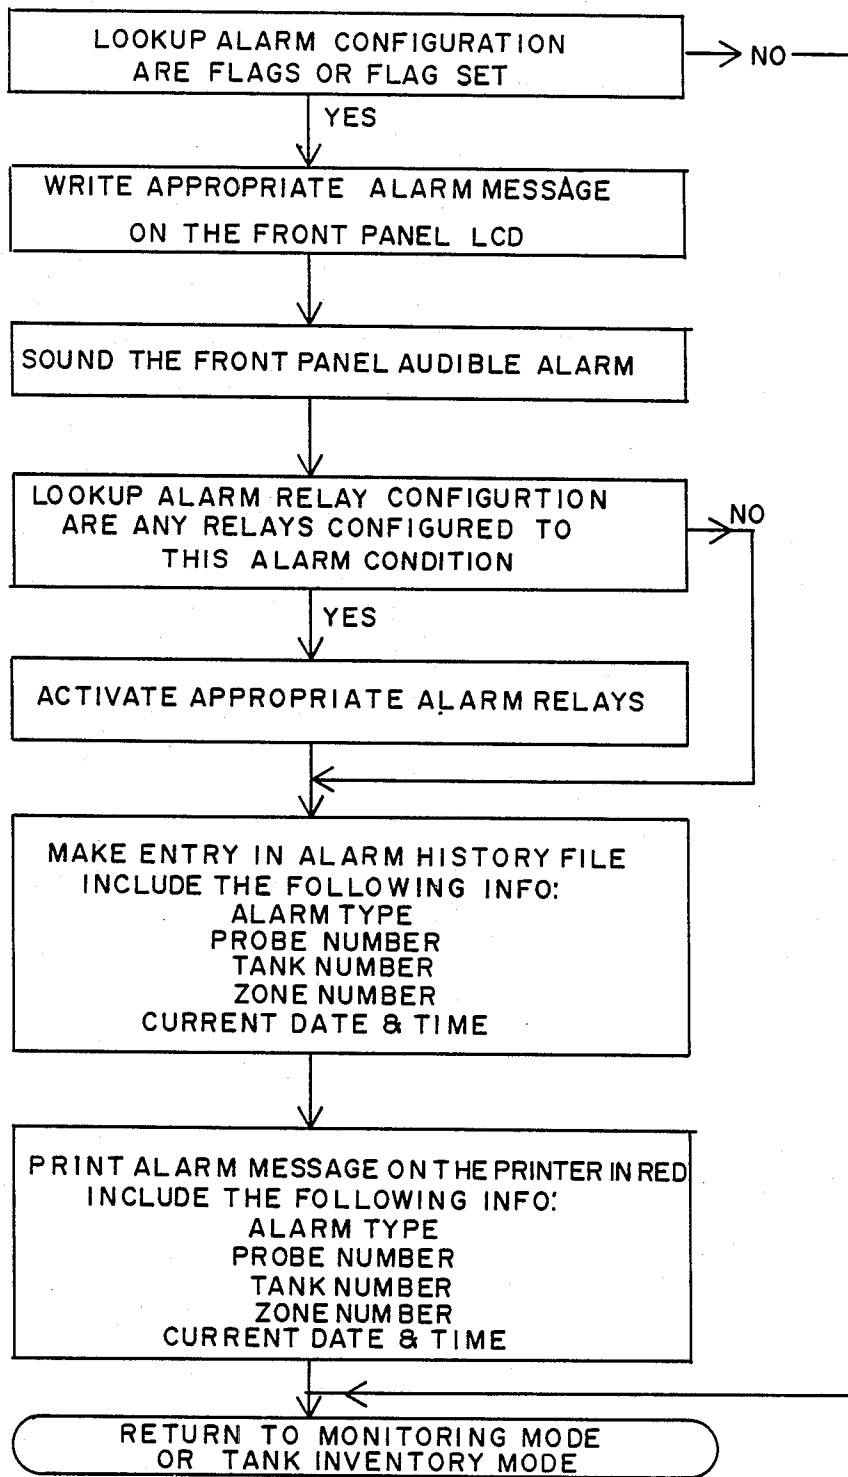 LOOKUP ALARM CONFIGURATION
ARE FLAGS OR FLAG SET
NO
YES
WRITE APPROPRIATE ALARM MESSAGE
ON THE FRONT PANEL LCD
SOUND THE FRONT PANEL AUDIBLE ALARM
LOOKUP ALARM RELAY CONFIGURTION
ARE ANY RELAYS CONFIGURED TO
THIS ALARM CONDITION
NO
YES
ACTIVATE APPROPRIATE ALARM RELAYS
MAKE ENTRY IN ALARM HISTORY FILE
INCLUDE THE FOLLOWING INFO:
ALARM TYPE
PROBE NUMBER
TANK NUMBER
ZONE NUMBER
CURRENT DATE & TIME
PRINT ALARM MESSAGE ON THE PRINTER IN RED
INCLUDE THE FOLLOWING INFO:
ALARM TYPE
PROBE NUMBER
TANK NUMBER
ZONE NUMBER
CURRENT DATE & TIME
RETURN TO MONITORING MODE
OR TANK INVENTORY MODE